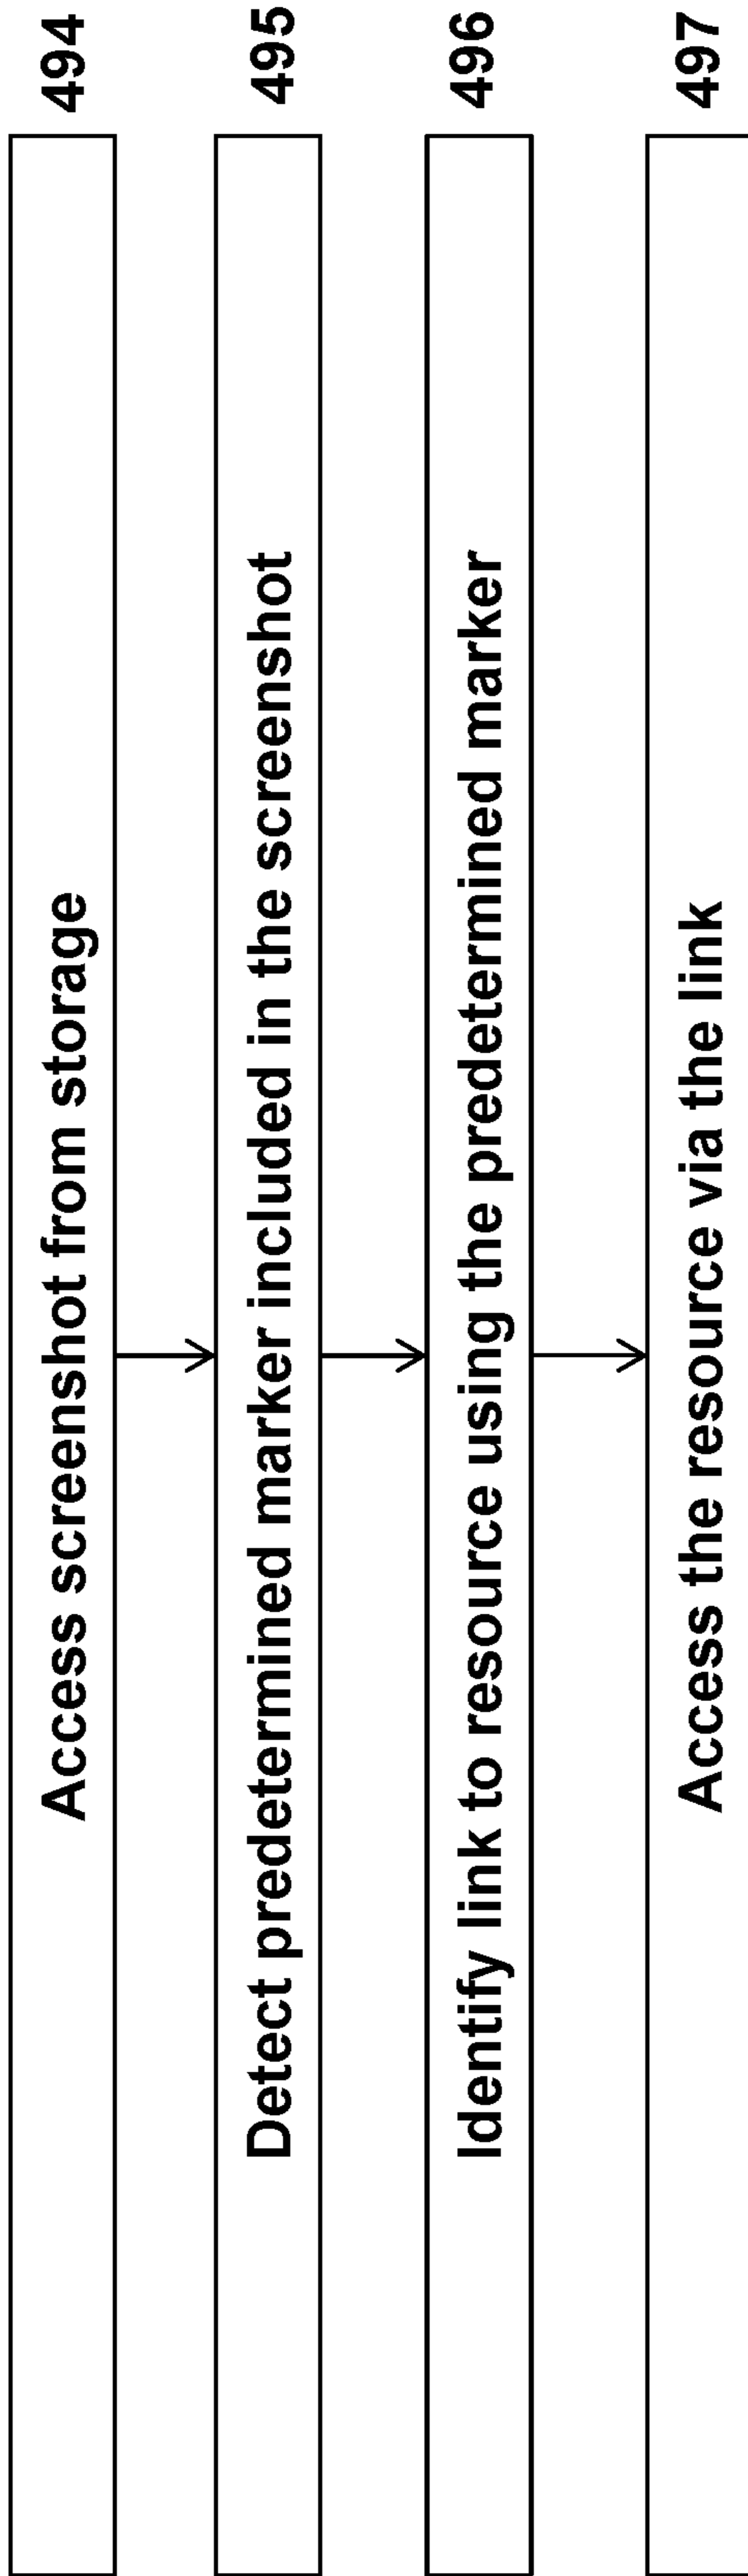 Access screenshot from storage 494
Detect predetermined marker included in the screenshot 495
Identify link to resource using the predetermined marker 496
Access the resource via the link 497